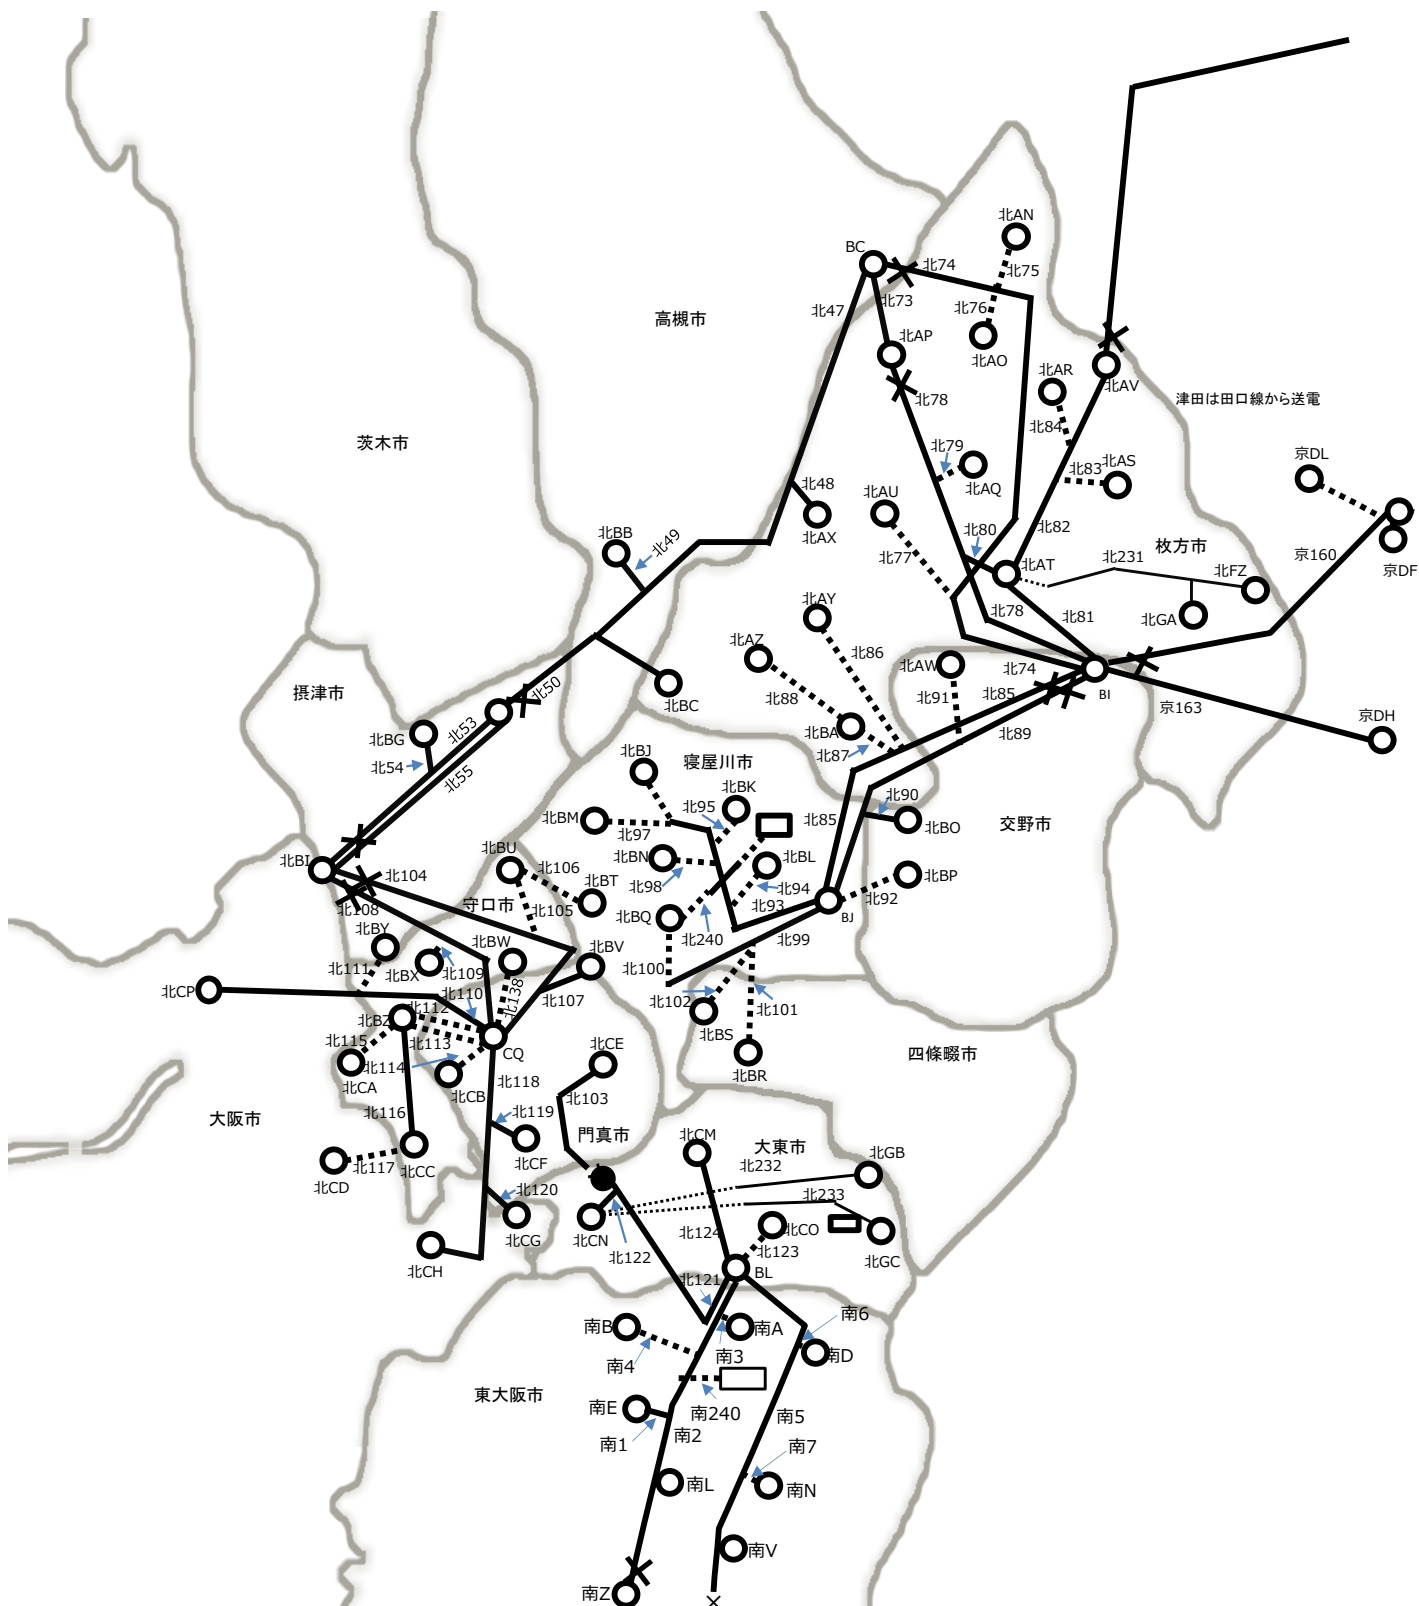 北AN
BC
北74
北75
北47
北73
北76
高槻市
北AP
北AO
北AR
北AV
北78
津田は田口線から送電
北84
茨木市
北79
京DL
北83
北AS
北AU
北AQ
北48
北82
北80
北BB
北49
北AX
枚方市
北77
北231
京160
北AT
北FZ
京DF
北AY
北78
北81
北GA
北86
北AZ
北AW
北74
北50
摂津市
北88
北91
北85
BI
北BC
京163
京DH
北53
北BA
北89
北BG
北87
北54
北BJ
寝屋川市
北55
北BK
北90
北95
北BM
北85
北BO
交野市
北97
北BU
北BI
北BN
北BL
北106
北104
北98
北94
北BP
北BT
守口市
北92
北108
北105
北93
北BQ
BJ
北BY
北BW
北240
北99
北BV
北111
北BX
北109
北100
北CP
北110
北138
北107
北102
北101
北112
北BZ
北BS
北115
北113
CQ
北CE
四條畷市
北114
北CA
北BR
北118
北CB
北103
北116
北119
大阪市
門真市
北CM
大東市
北GB
北117
北CC
北CF
北232
北CD
北120
北233
北CG
北CN
北124
北CO
北CH
北122
北123
北GC
北121
BL
南6
南B
南A
南4
南3
南D
東大阪市
南E
南240
南5
南1
南2
南7
南L
南N
南V
南Z